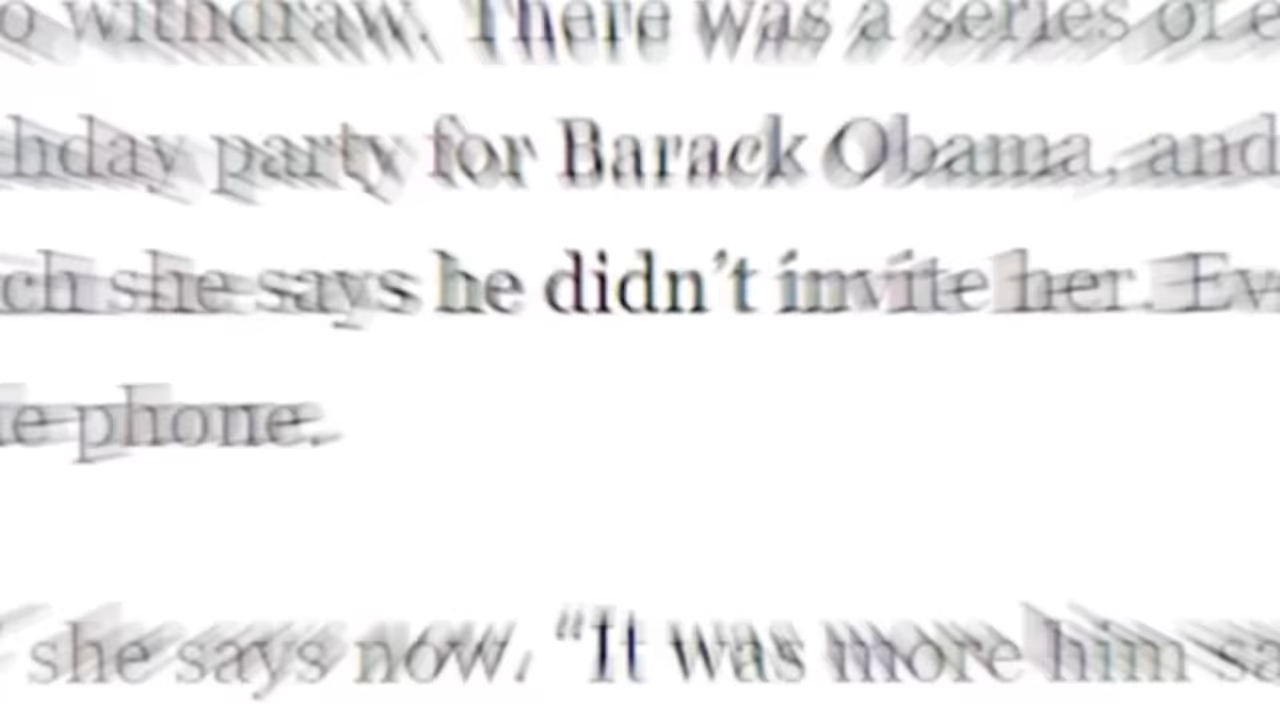 o withdraw. There was a series of e
hday party for Barack Obama, and
ch she says he didn’t invite her. Ev
e phone.
she says now. “It was more him sa